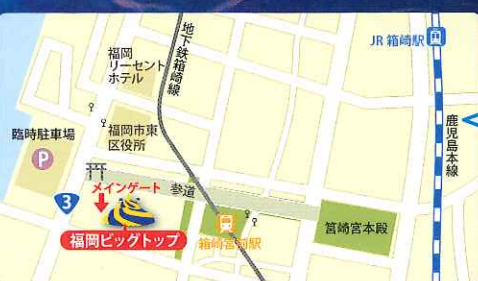 JR 箱崎駅
地下鉄箱崎線
福岡
リーセント
ホテル
鹿児島本線
臨時駐車場
P
福岡市東
区役所
3
メインゲート
参道
福岡ビッグトップ
箱崎宮前駅
筥崎宮本殿